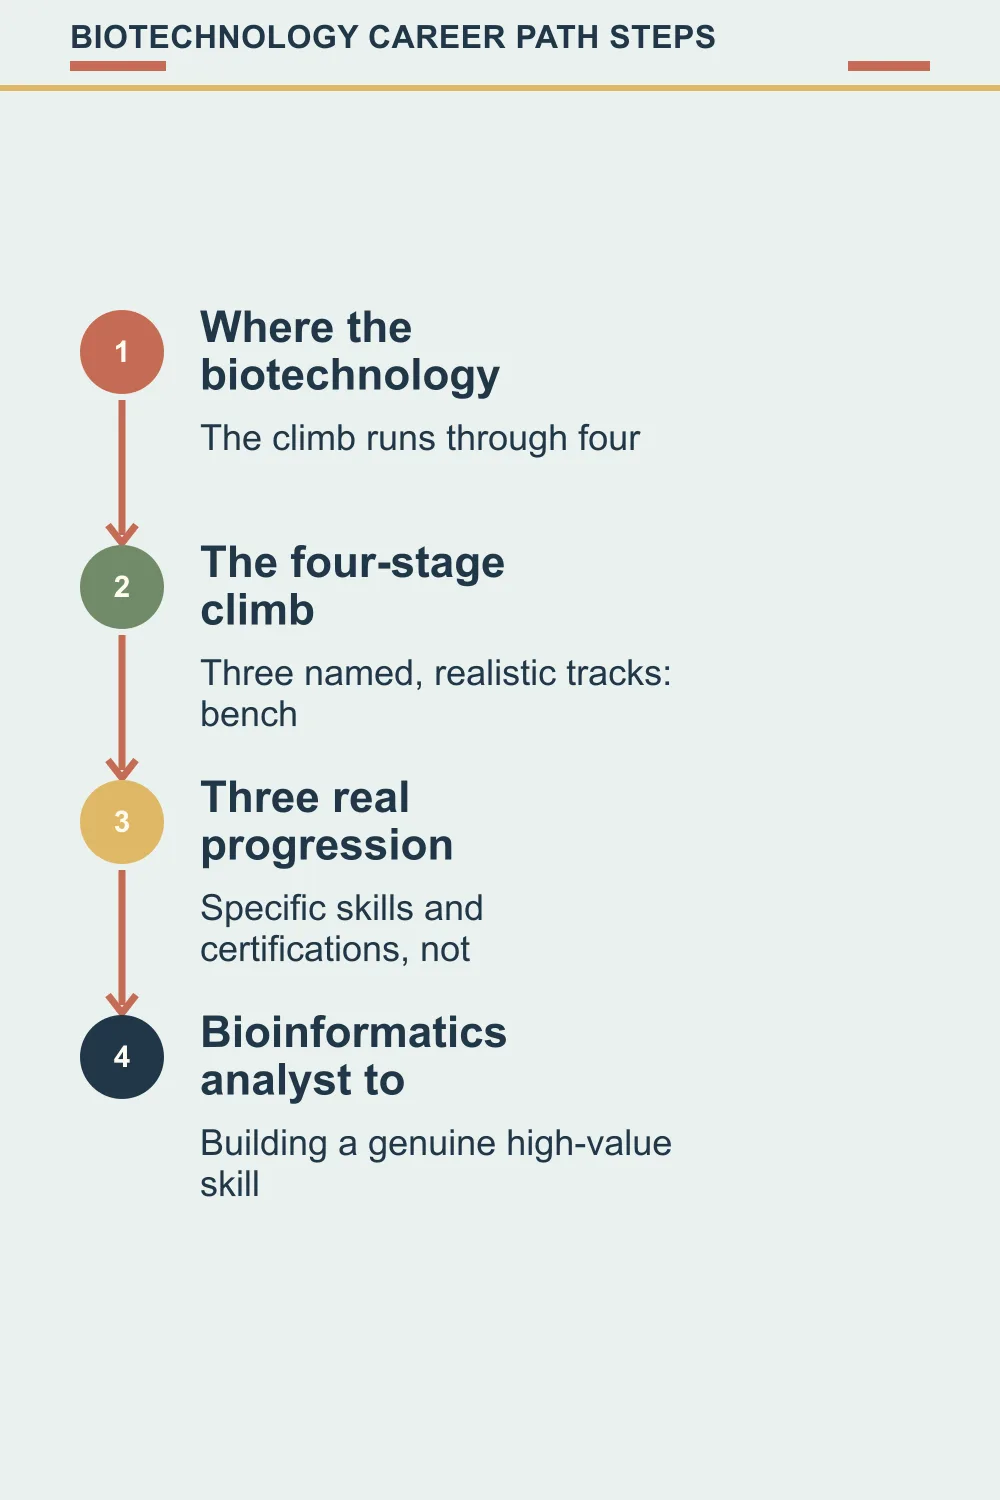 BIOTECHNOLOGY CAREER PATH STEPS
1
Where the
biotechnology
The climb runs through four
2
The four-stage
climb
Three named, realistic tracks:
bench
3
Three real
progression
Specific skills and
certifications, not
4
Bioinformatics
analyst to
Building a genuine high-value
skill